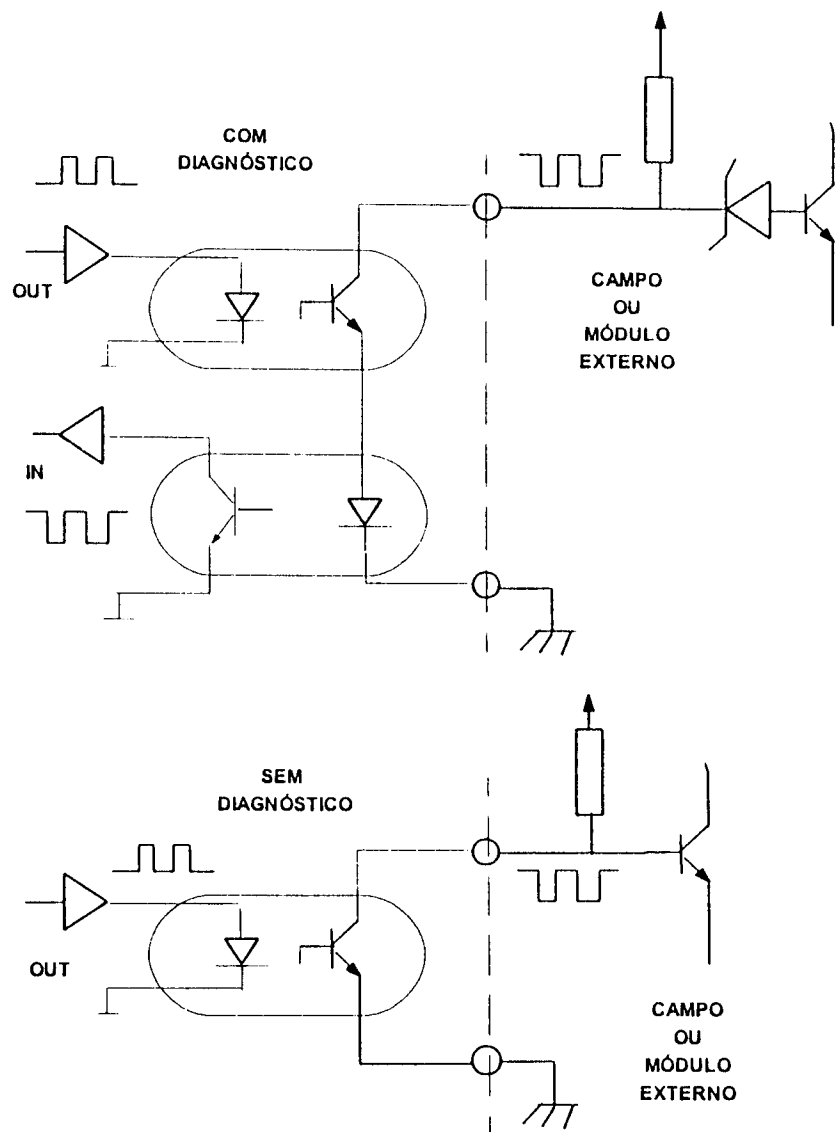 COM
DIAGNÓSTICO
OUT
CAMPO
OU
MÓDULO
EXTERNO
IN
SEM
DIAGNÓSTICO
OUT
CAMPO
OU
MÓDULO
EXTERNO